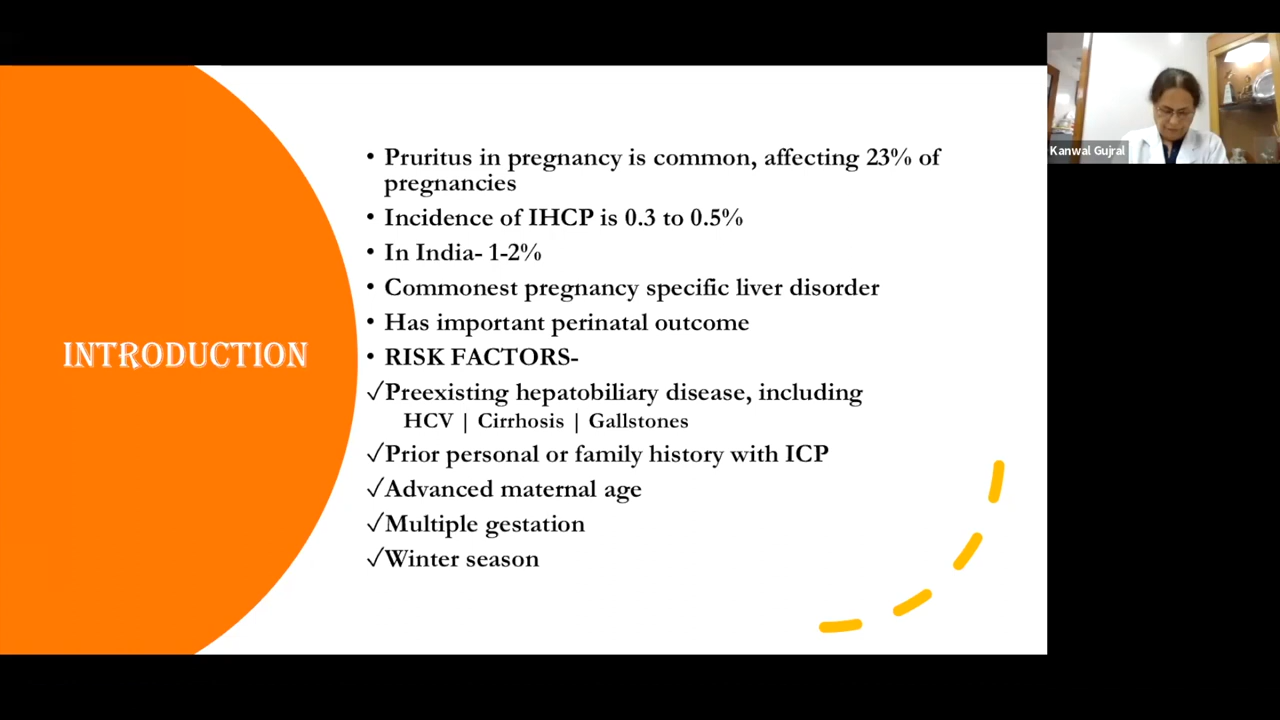 INTRODUCTION
• Pruritus in pregnancy is common, affecting 23% of
pregnancies
• Incidence of IHCP is 0.3 to 0.5%
• In India- 1-2%
• Commonest pregnancy specific liver disorder
• Has important perinatal outcome
• RISK FACTORS-
✓Preexisting hepatobiliary disease, including
HCV | Cirrhosis | Gallstones
✓Prior personal or family history with ICP
✓Advanced maternal age
✓Multiple gestation
✓Winter season
Kanwal Gujral